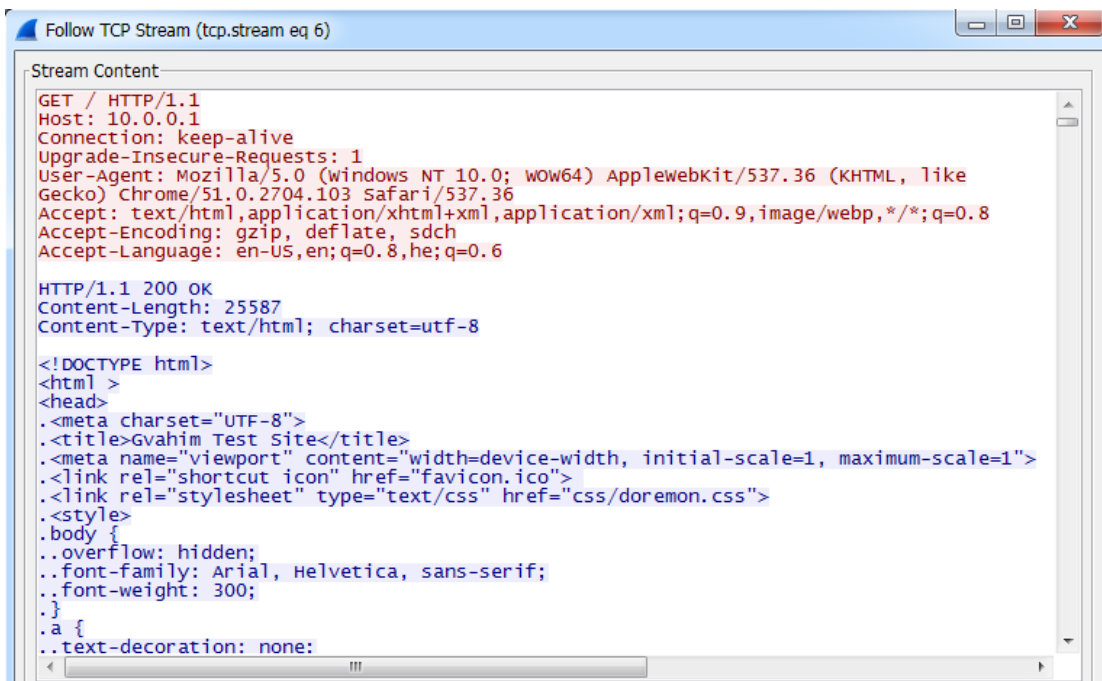 Follow TCP Stream (tcp.stream eq 6)
Stream Content
GET / HTTP/1.1
Host: 10.0.0.1
Connection: keep-alive
Upgrade-Insecure-Requests: 1
User-Agent: Mozilla/5.0 (Windows NT 10.0; WOW64) AppleWebKit/537.36 (KHTML, like
Gecko) Chrome/51.0.2704.103 Safari/537.36
Accept: text/html,application/xhtml+xml,application/xml;q=0.9,image/webp,*/*;q=0.8
Accept-Encoding: gzip, deflate, sdch
Accept-Language: en-US,en;q=0.8,he;q=0.6
HTTP/1.1 200 OK
Content-Length: 25587
Content-Type: text/html; charset=utf-8
<!DOCTYPE html>
<html >
<head>
.<meta charset="UTF-8">
.<title>Gvahim Test Site</title>
.<meta name="viewport" content="width=device-width, initial-scale=1, maximum-scale=1">
.<link rel="shortcut icon" href="favicon.ico">
.<link rel="stylesheet" type="text/css" href="css/doremon.css">
.<style>
.body {
..overflow: hidden;
..font-family: Arial, Helvetica, sans-serif;
..font-weight: 300;
.}
.a {
..text-decoration: none: